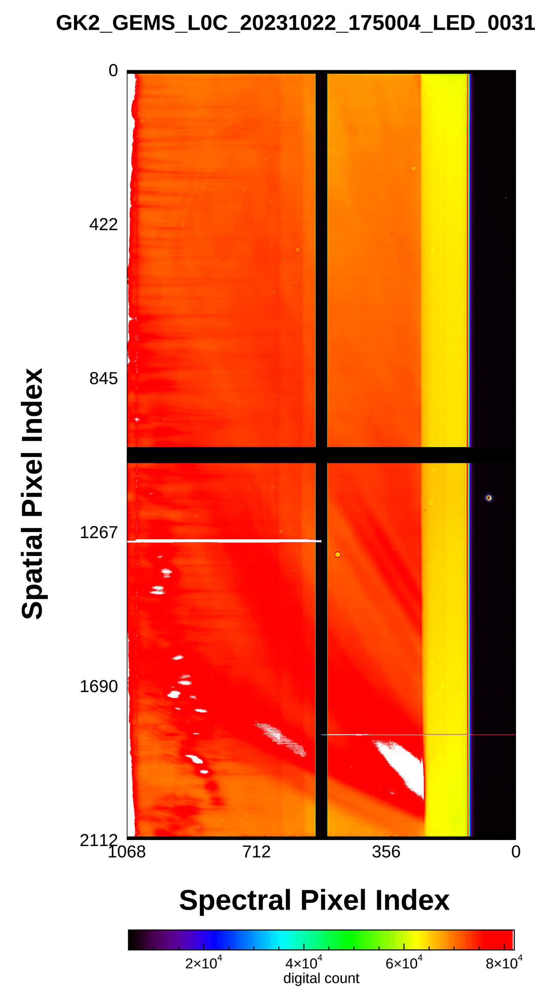 GK2_GEMS_L0C_20231022_175004_LED_0031
0
422
845
1267
1690
2112
Spatial Pixel Index
1068 712 356 0
Spectral Pixel Index
2×10⁴ 4×10⁴ 6×10⁴ 8×10⁴
digital count